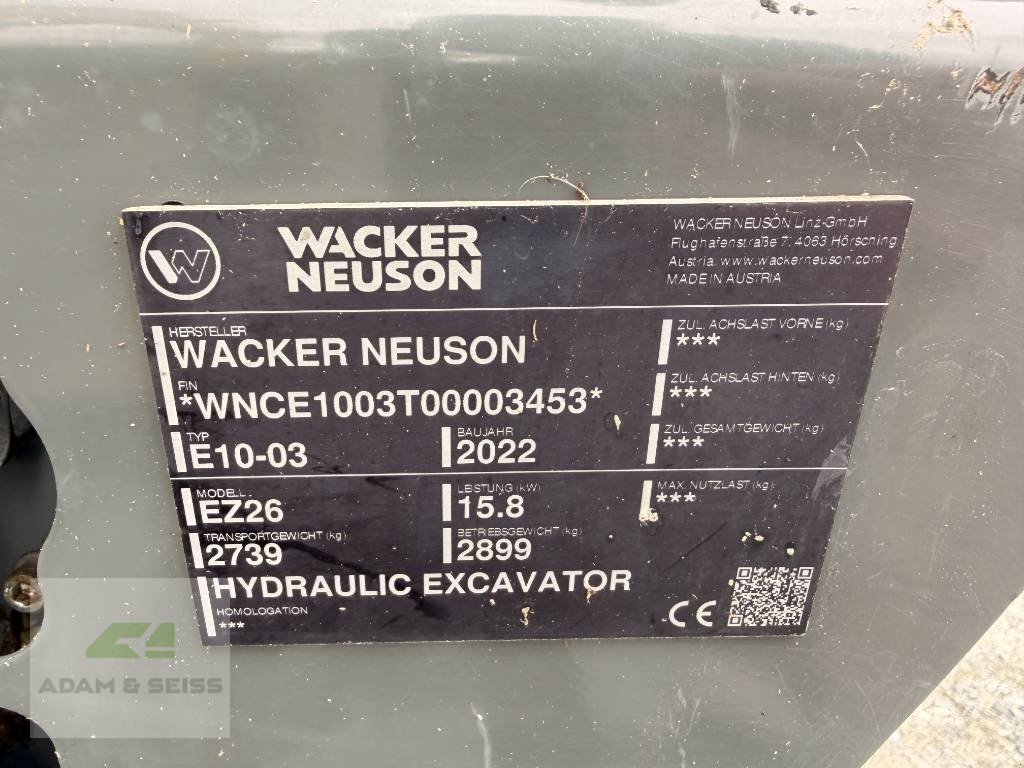 WACKER
NEUSON
WACKER NEUSON Linz-GmbH
Flughafenstraße 7, 4063 Hörsching
Austria, www.wackerneuson.com
MADE IN AUSTRIA
HERSTELLER
WACKER NEUSON
FIN
*WNCE1003T00003453*
TYP
E10-03
BAUJAHR
2022
ZUL. ACHSLAST VORNE (kg)
***
ZUL. ACHSLAST HINTEN (kg)
***
ZUL. GESAMTGEWICHT (kg)
***
MODELL
EZ26
LEISTUNG (kW)
15.8
MAX. NUTZLAST (kg)
***
TRANSPORTGEWICHT (kg)
2739
BETRIEBSGEWICHT (kg)
2899
HYDRAULIC EXCAVATOR
HOMOLOGATION
***
CE
ADAM & SEISS